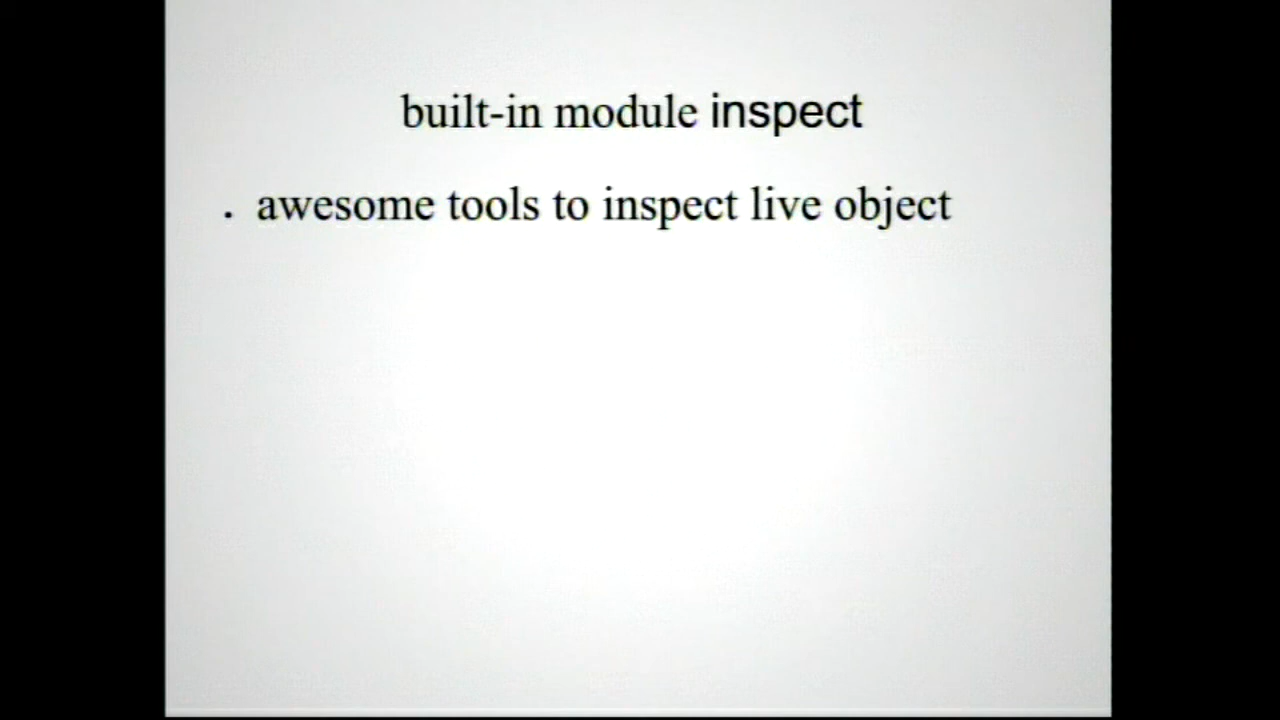 built-in module inspect
. awesome tools to inspect live object